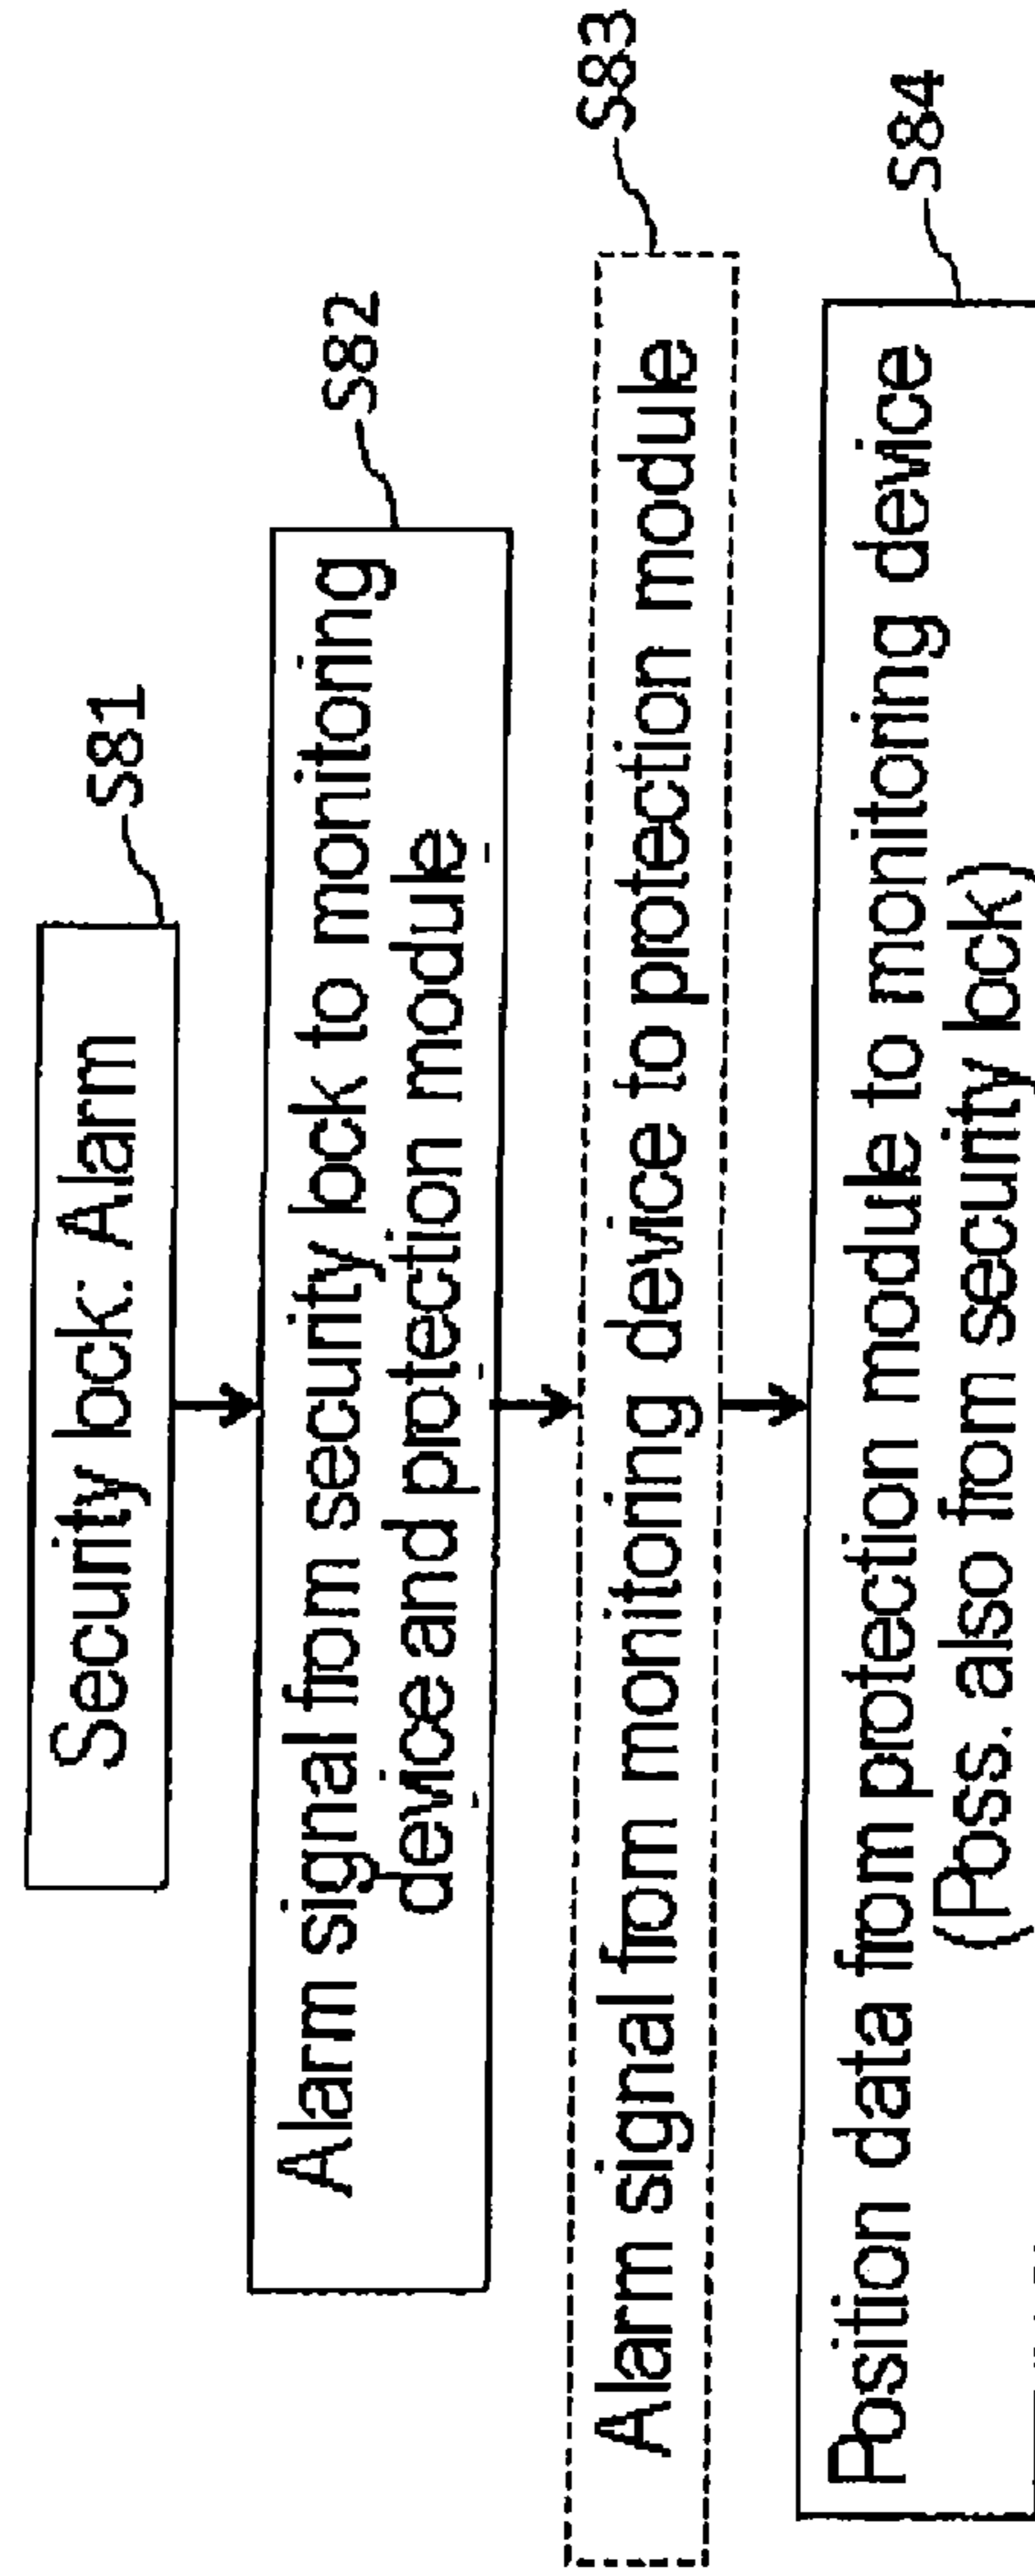 Security lock: Alarm
S81
Alarm signal from security lock to monitoring
device and protection module
S82
Alarm signal from monitoring device to protection module
S83
Position data from protection module to monitoring device
(Poss. also from security lock)
S84